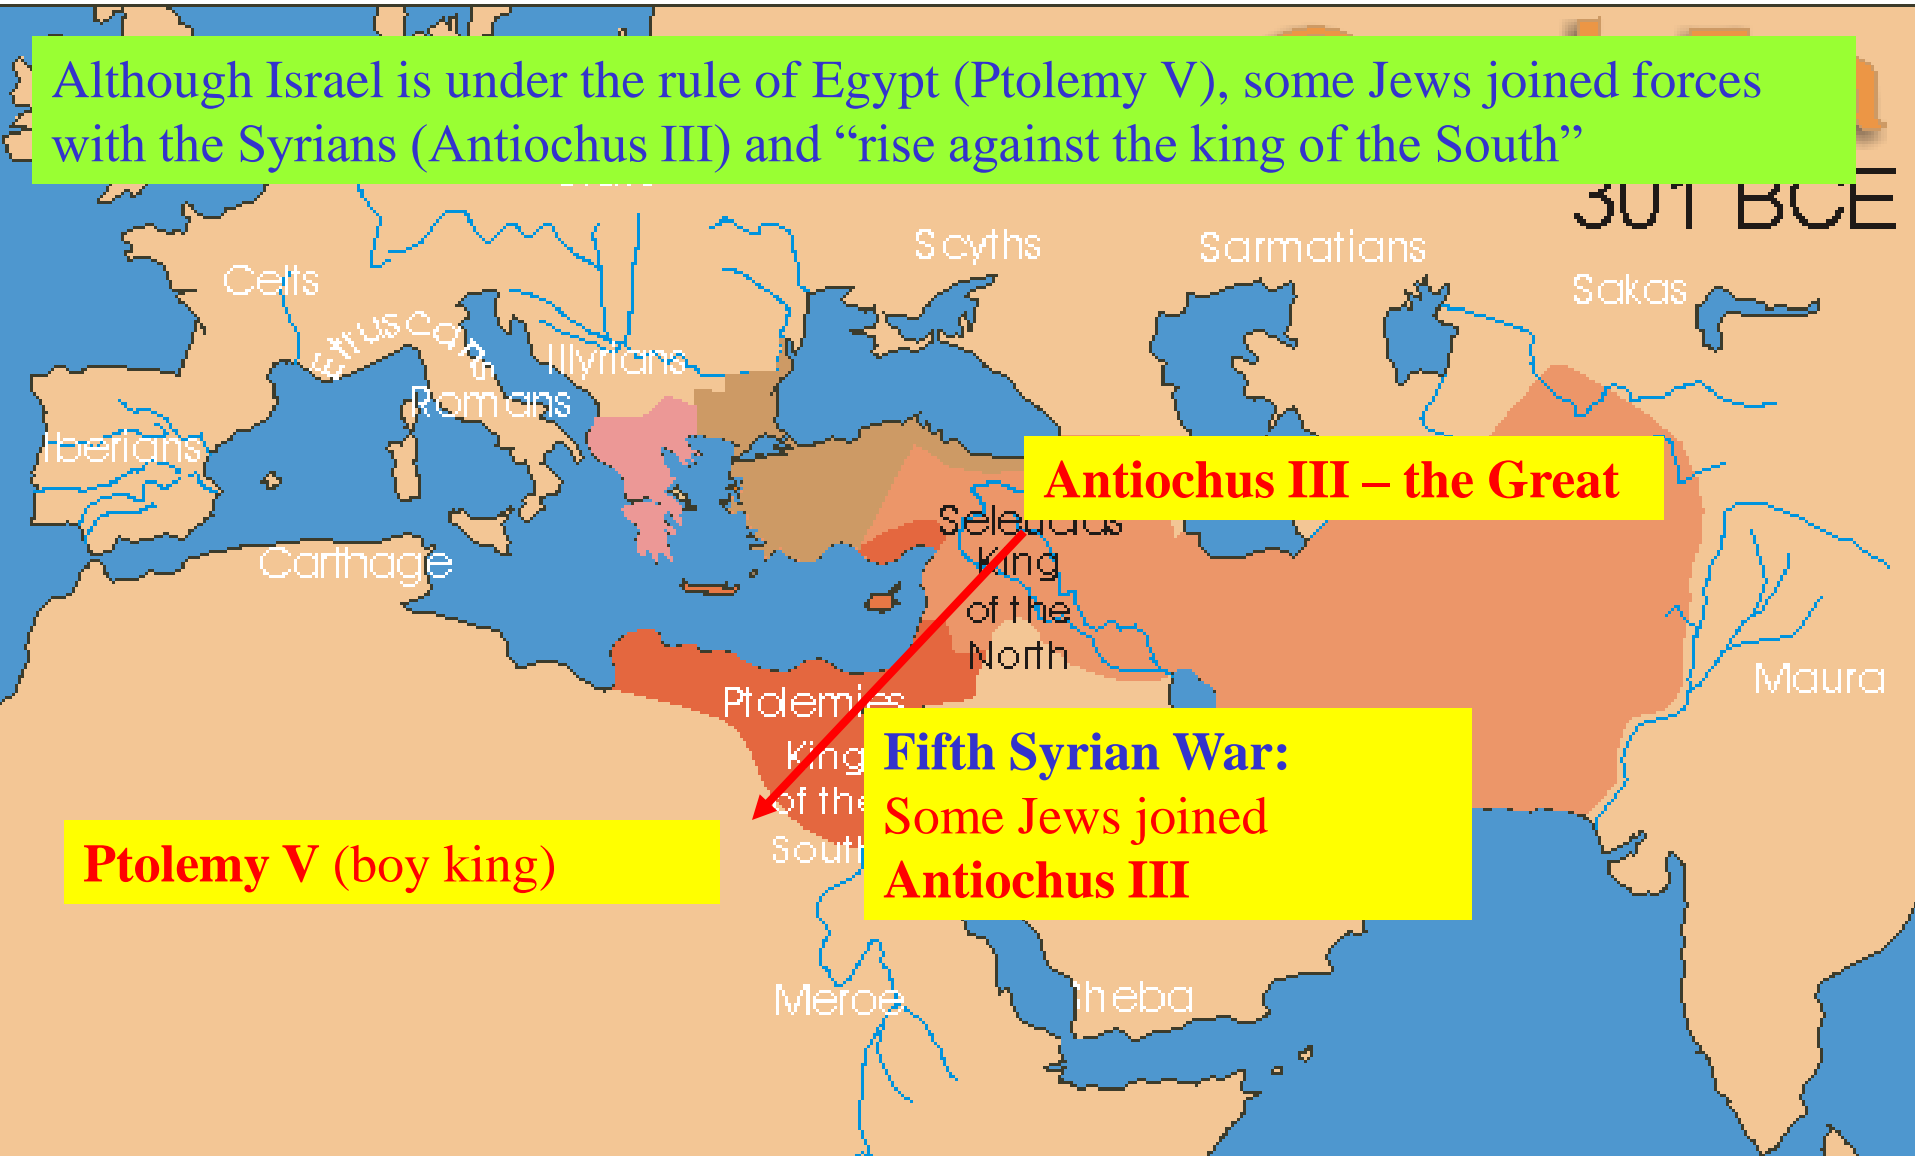 Although Israel is under the rule of Egypt (Ptolemy V), some Jews joined forces
with the Syrians (Antiochus III) and “rise against the king of the South”
301 BCE
Scyths
Sarmatians
Sakas
Celts
Etruscans
Illyrians
Romans
Iberians
Carthage
Antiochus III – the Great
Seleucids
King
of the
North
Maura
Ptolemies
King
of the
South
Fifth Syrian War:
Some Jews joined
Antiochus III
Ptolemy V (boy king)
Meroe
Sheba